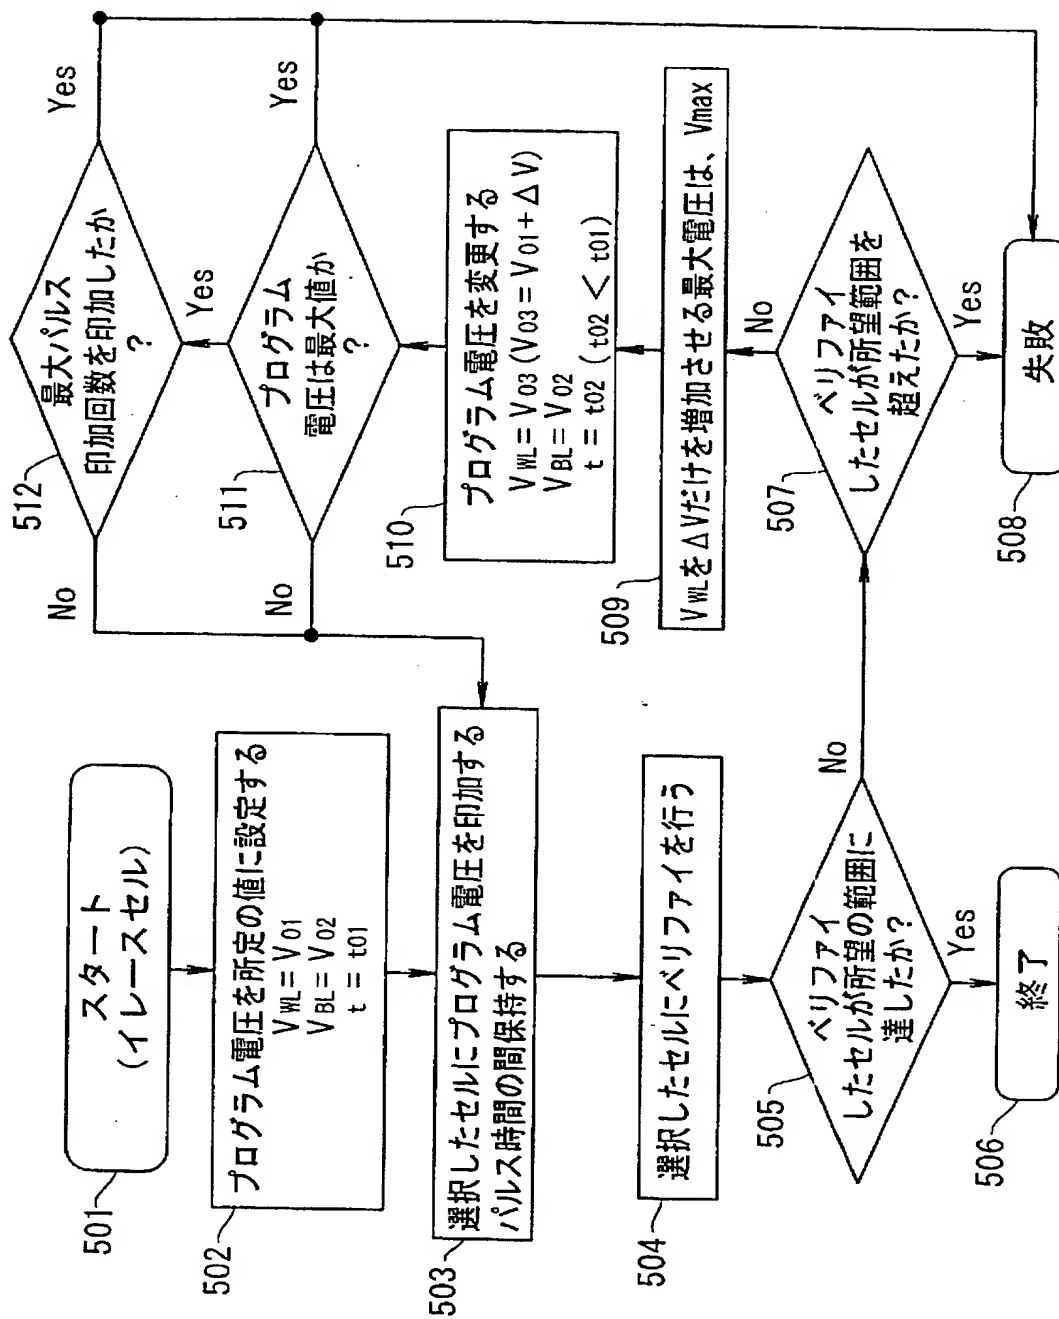 スタート
(イレースセル)
501
プログラム電圧を所定の値に設定する
VWL = V01
VBL = V02
t = t01
502
選択したセルにプログラム電圧を印加する
パルス時間の間保持する
503
選択したセルにベリファイを行う
504
ベリファイ
したセルが所望の範囲に
達したか?
505
No
Yes
終了
506
ベリファイ
したセルが所望範囲を
超えたか?
507
No
Yes
失敗
508
VWLをΔVだけを増加させる最大電圧は、Vmax
509
プログラム電圧を変更する
VWL = V03 (V03 = V01 + ΔV)
VBL = V02
t = t02 (t02 < t01)
510
プログラム
電圧は最大値か
?
511
No
Yes
Yes
最大パルス
印加回数を印加したか
?
512
No
Yes